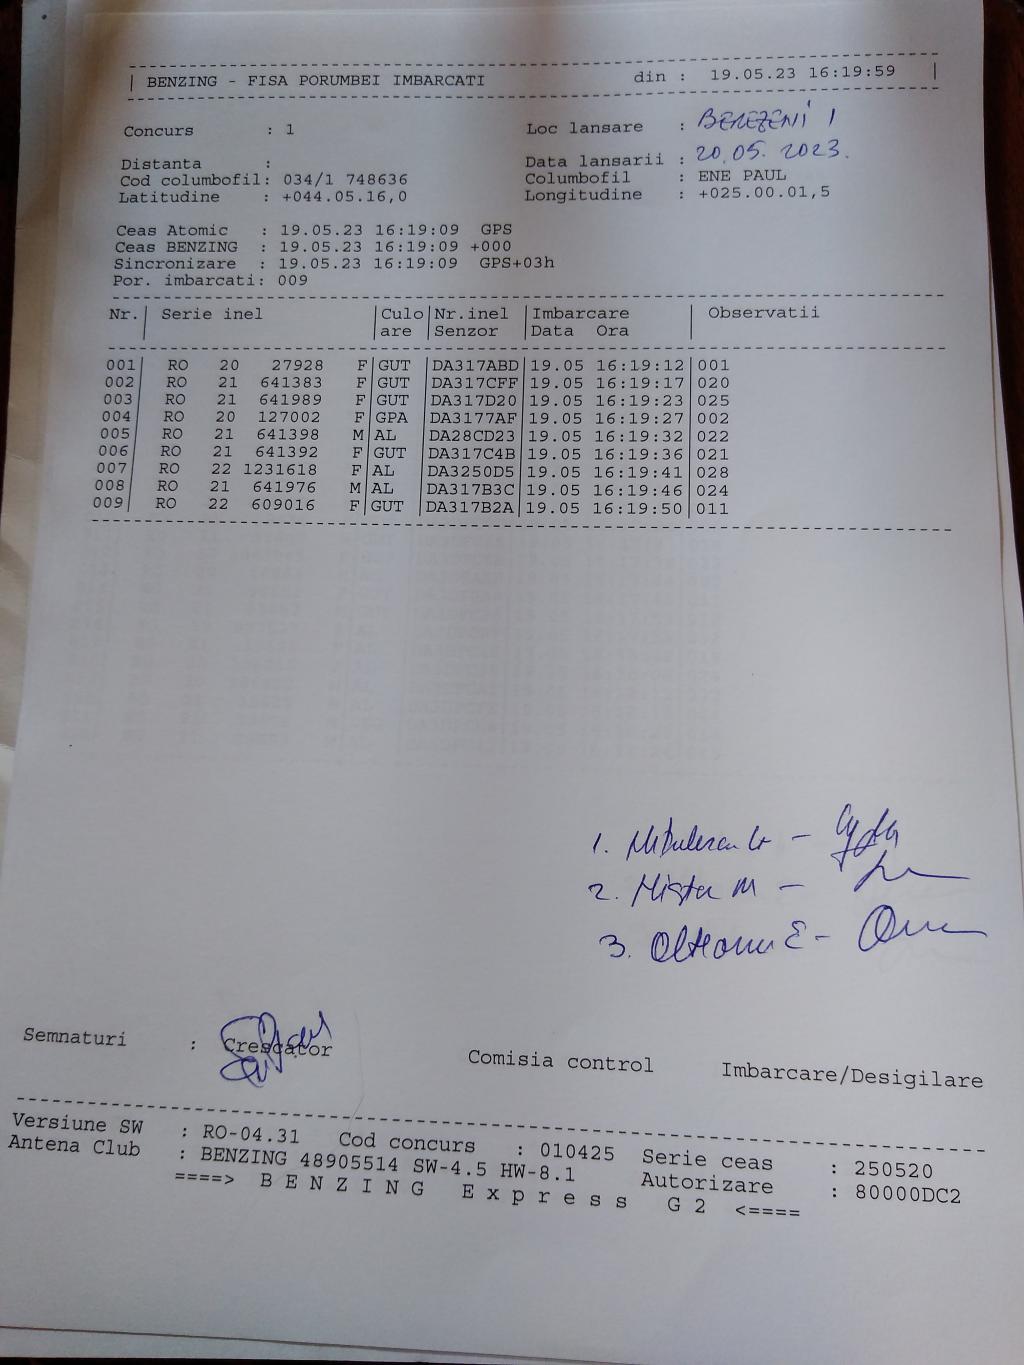 BENZING - FISA PORUMBEI IMBARCATI din : 19.05.23 16:19:59
Concurs : 1 Loc lansare : BEREZENI 1
Distanta : Data lansarii : 20.05.2023.
Cod columbofil: 034/1 748636 Columbofil : ENE PAUL
Latitudine : +044.05.16,0 Longitudine : +025.00.01,5
Ceas Atomic : 19.05.23 16:19:09 GPS
Ceas BENZING : 19.05.23 16:19:09 +000
Sincronizare : 19.05.23 16:19:09 GPS+03h
Por. imbarcati: 009
Nr.| Serie inel |Culo|Nr.inel |Imbarcare | Observatii
| |are |Senzor |Data Ora |
001| RO 20 27928 F|GUT |DA317ABD|19.05 16:19:12|001
002| RO 21 641383 F|GUT |DA317CFF|19.05 16:19:17|020
003| RO 21 641989 F|GUT |DA317D20|19.05 16:19:23|025
004| RO 20 127002 F|GPA |DA3177AF|19.05 16:19:27|002
005| RO 21 641398 M|AL |DA28CD23|19.05 16:19:32|022
006| RO 21 641392 F|GUT |DA317C4B|19.05 16:19:36|021
007| RO 22 1231618 F|AL |DA3250D5|19.05 16:19:41|028
008| RO 21 641976 M|AL |DA317B3C|19.05 16:19:46|024
009| RO 22 609016 F|GUT |DA317B2A|19.05 16:19:50|011
1. –
2. M –
3. Olteanu E –
Semnaturi : Crescator Comisia control Imbarcare/Desigilare
Versiune SW : RO-04.31 Cod concurs : 010425 Serie ceas : 250520
Antena Club : BENZING 48905514 SW-4.5 HW-8.1 Autorizare : 80000DC2
====> B E N Z I N G E x p r e s s G 2 <====